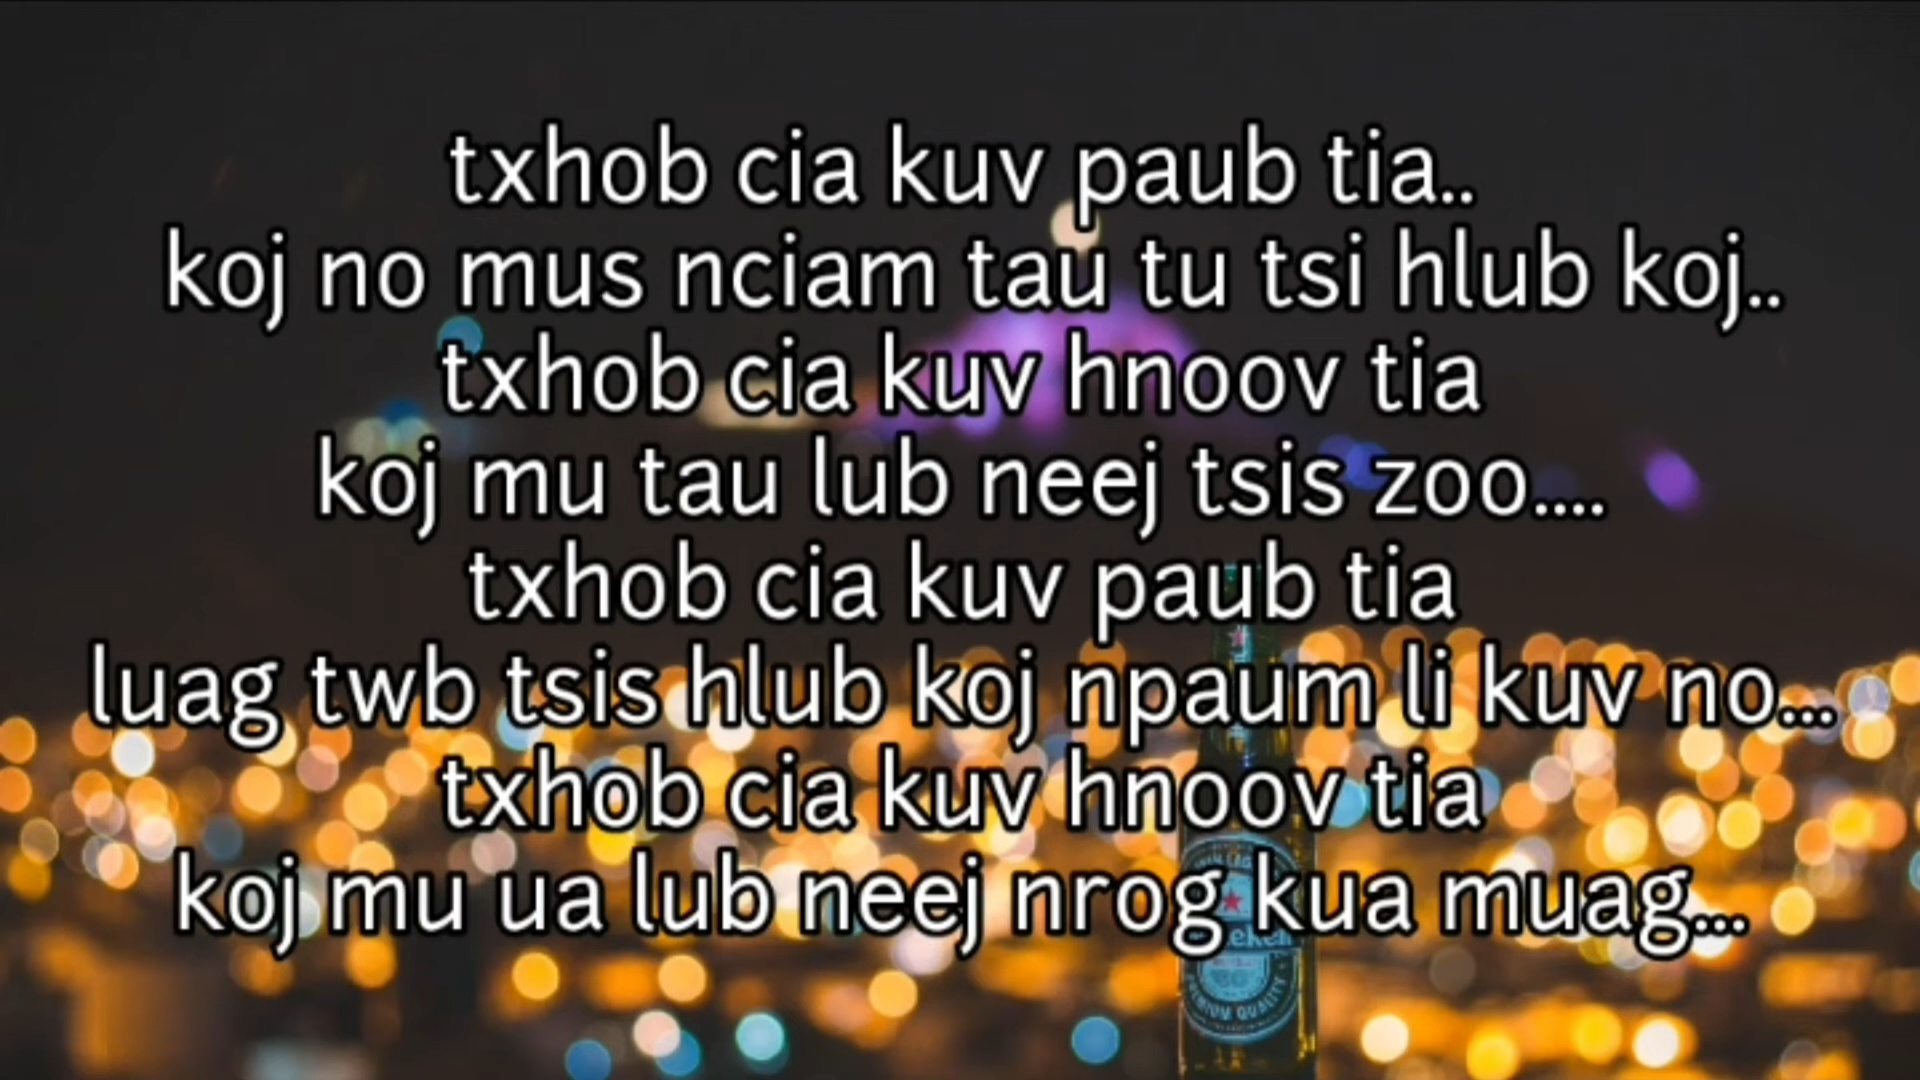 txhob cia kuv paub tia..
koj no mus nciam tau tu tsi hlub koj..
txhob cia kuv hnoov tia
koj mu tau lub neej tsis zoo....
txhob cia kuv paub tia
luag twb tsis hlub koj npaum li kuv no...
txhob cia kuv hnoov tia
koj mu ua lub neej nrog kua muag...
PREMIUM QUALITY